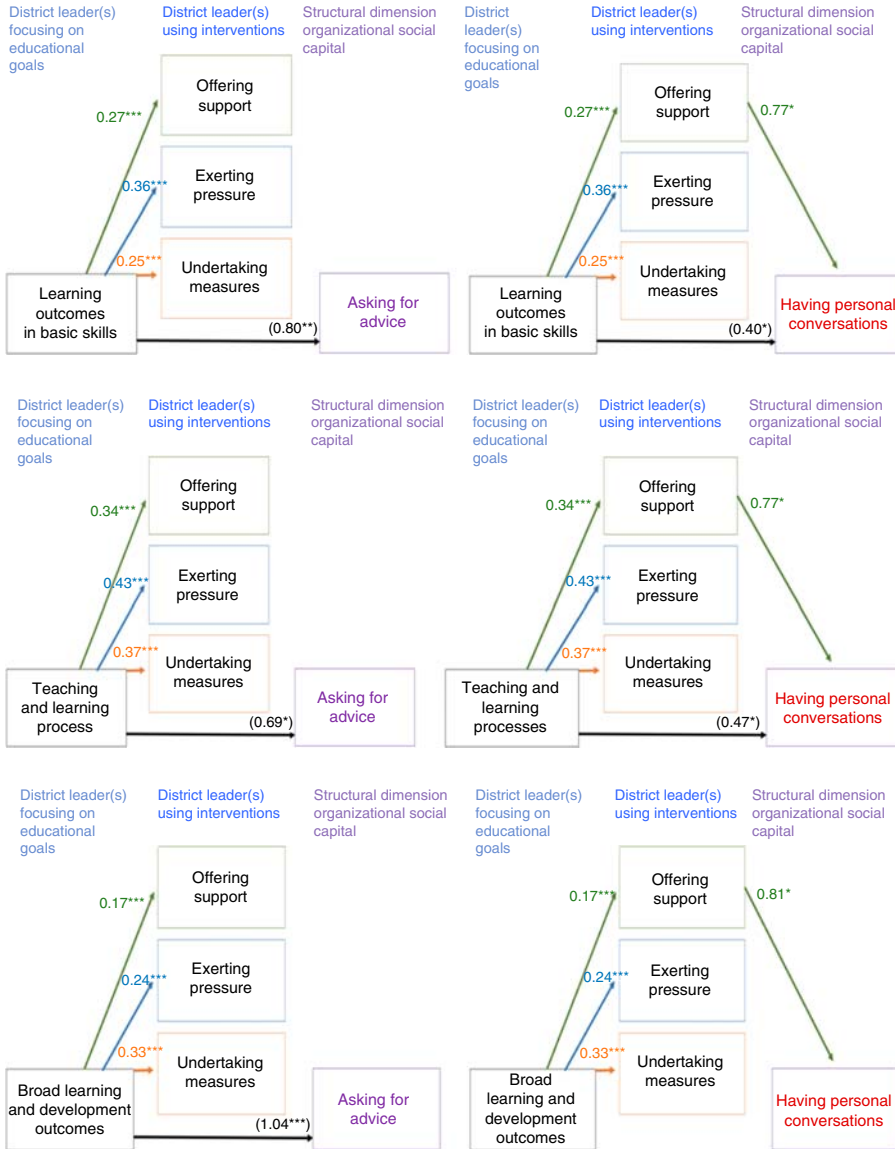 District leader(s)
focusing on
educational
goals
District leader(s)
using interventions
Structural dimension
organizational social
capital
Offering
support
0.27***
Exerting
pressure
0.36***
Undertaking
measures
0.25***
Learning
outcomes
in basic skills
(0.80**)
Asking for
advice
District
leader(s)
focusing on
educational
goals
District leader(s)
using interventions
Structural dimension
organizational social
capital
Offering
support
0.27***
0.77*
Exerting
pressure
0.36***
Undertaking
measures
0.25***
Learning
outcomes
in basic skills
(0.40*)
Having personal
conversations
District leader(s)
focusing on
educational
goals
District leader(s)
using interventions
Structural dimension
organizational social
capital
Offering
support
0.34***
Exerting
pressure
0.43***
Undertaking
measures
0.37***
Teaching
and learning
process
(0.69*)
Asking for
advice
District leader(s)
focusing on
educational
goals
District leader(s)
using interventions
Structural dimension
organizational social
capital
Offering
support
0.34***
0.77*
Exerting
pressure
0.43***
Undertaking
measures
0.37***
Teaching and
learning
processes
(0.47*)
Having personal
conversations
District leader(s)
focusing on
educational
goals
District leader(s)
using interventions
Structural dimension
organizational social
capital
Offering
support
0.17***
Exerting
pressure
0.24***
Undertaking
measures
0.33***
Broad learning
and development
outcomes
(1.04***)
Asking for
advice
District leader(s)
focusing on
educational
goals
District leader(s)
using interventions
Structural dimension
organizational social
capital
Offering
support
0.17***
0.81*
Exerting
pressure
0.24***
Undertaking
measures
0.33***
Broad
learning and
development
outcomes
Having personal
conversations